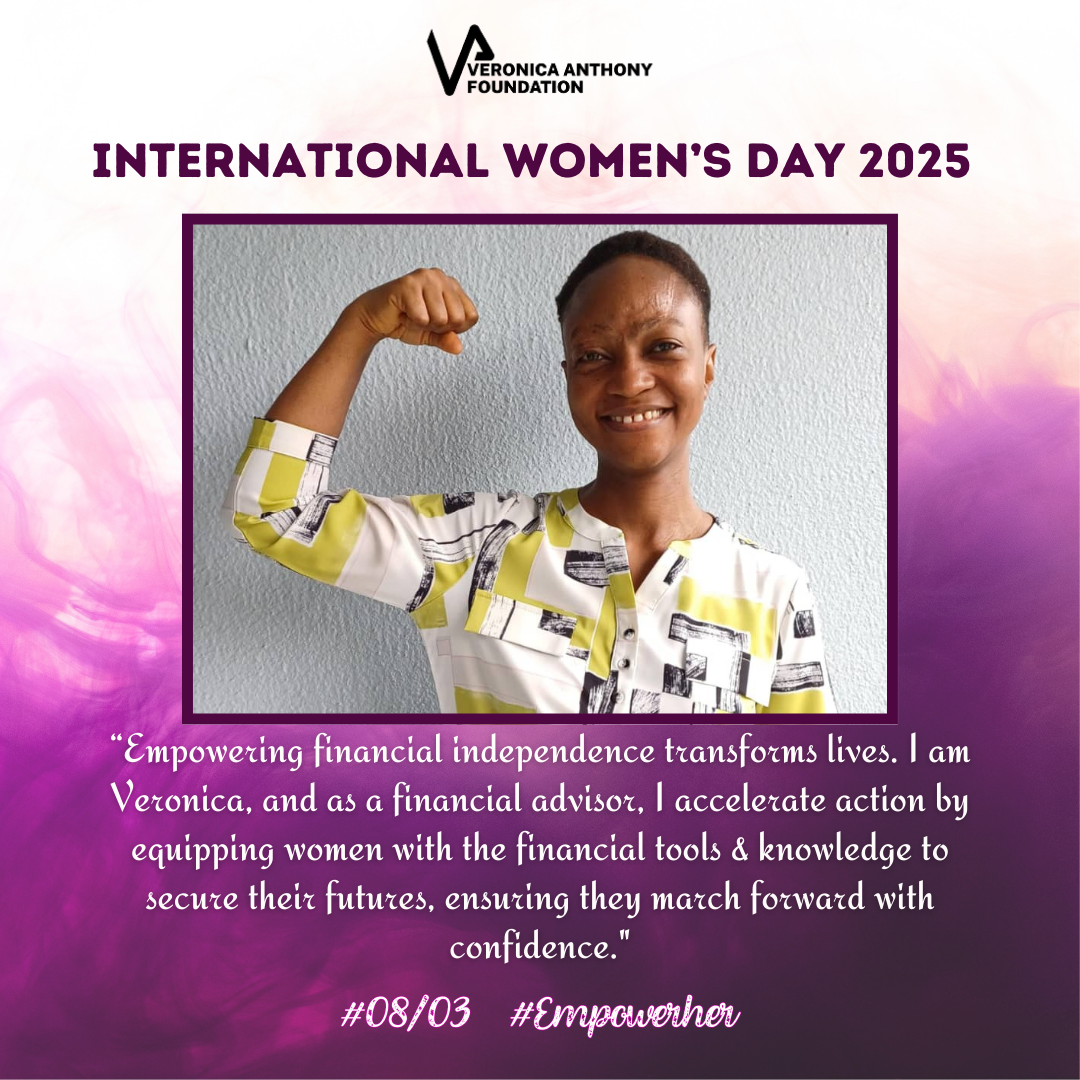 VERONICA ANTHONY
FOUNDATION
INTERNATIONAL WOMEN’S DAY 2025
“Empowering financial independence transforms lives. I am
Veronica, and as a financial advisor, I accelerate action by
equipping women with the financial tools & knowledge to
secure their futures, ensuring they march forward with
confidence."
#08/03 #Empowerher